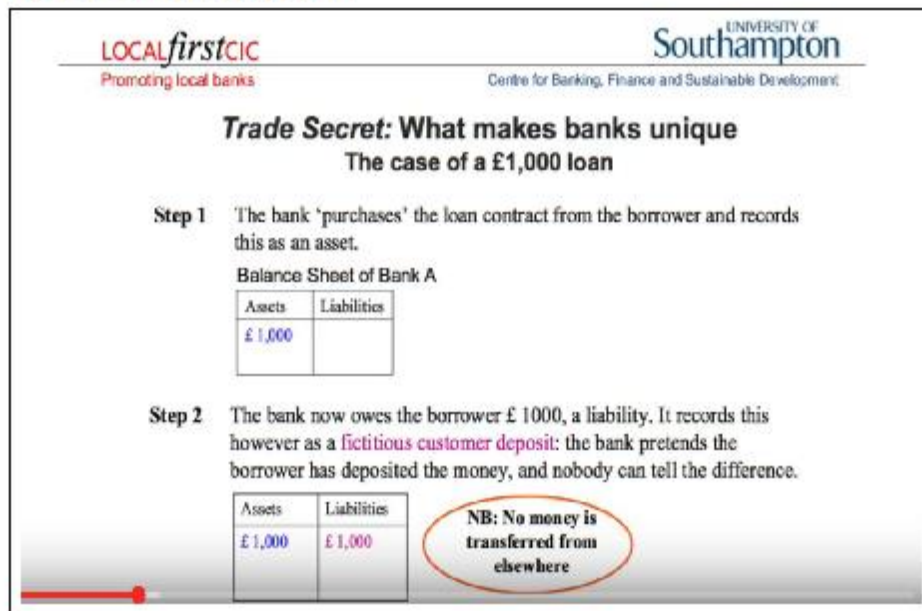 LOCALfirstCIC
UNIVERSITY OF
Southampton
Promoting local banks
Centre for Banking, Finance and Sustainable Development
Trade Secret: What makes banks unique
The case of a £1,000 loan
Step 1 The bank ‘purchases’ the loan contract from the borrower and records
this as an asset.
Balance Sheet of Bank A
Assets Liabilities
£ 1,000
Step 2 The bank now owes the borrower £ 1000, a liability. It records this
however as a fictitious customer deposit: the bank pretends the
borrower has deposited the money, and nobody can tell the difference.
Assets Liabilities
£ 1,000 £ 1,000
NB: No money is
transferred from
elsewhere